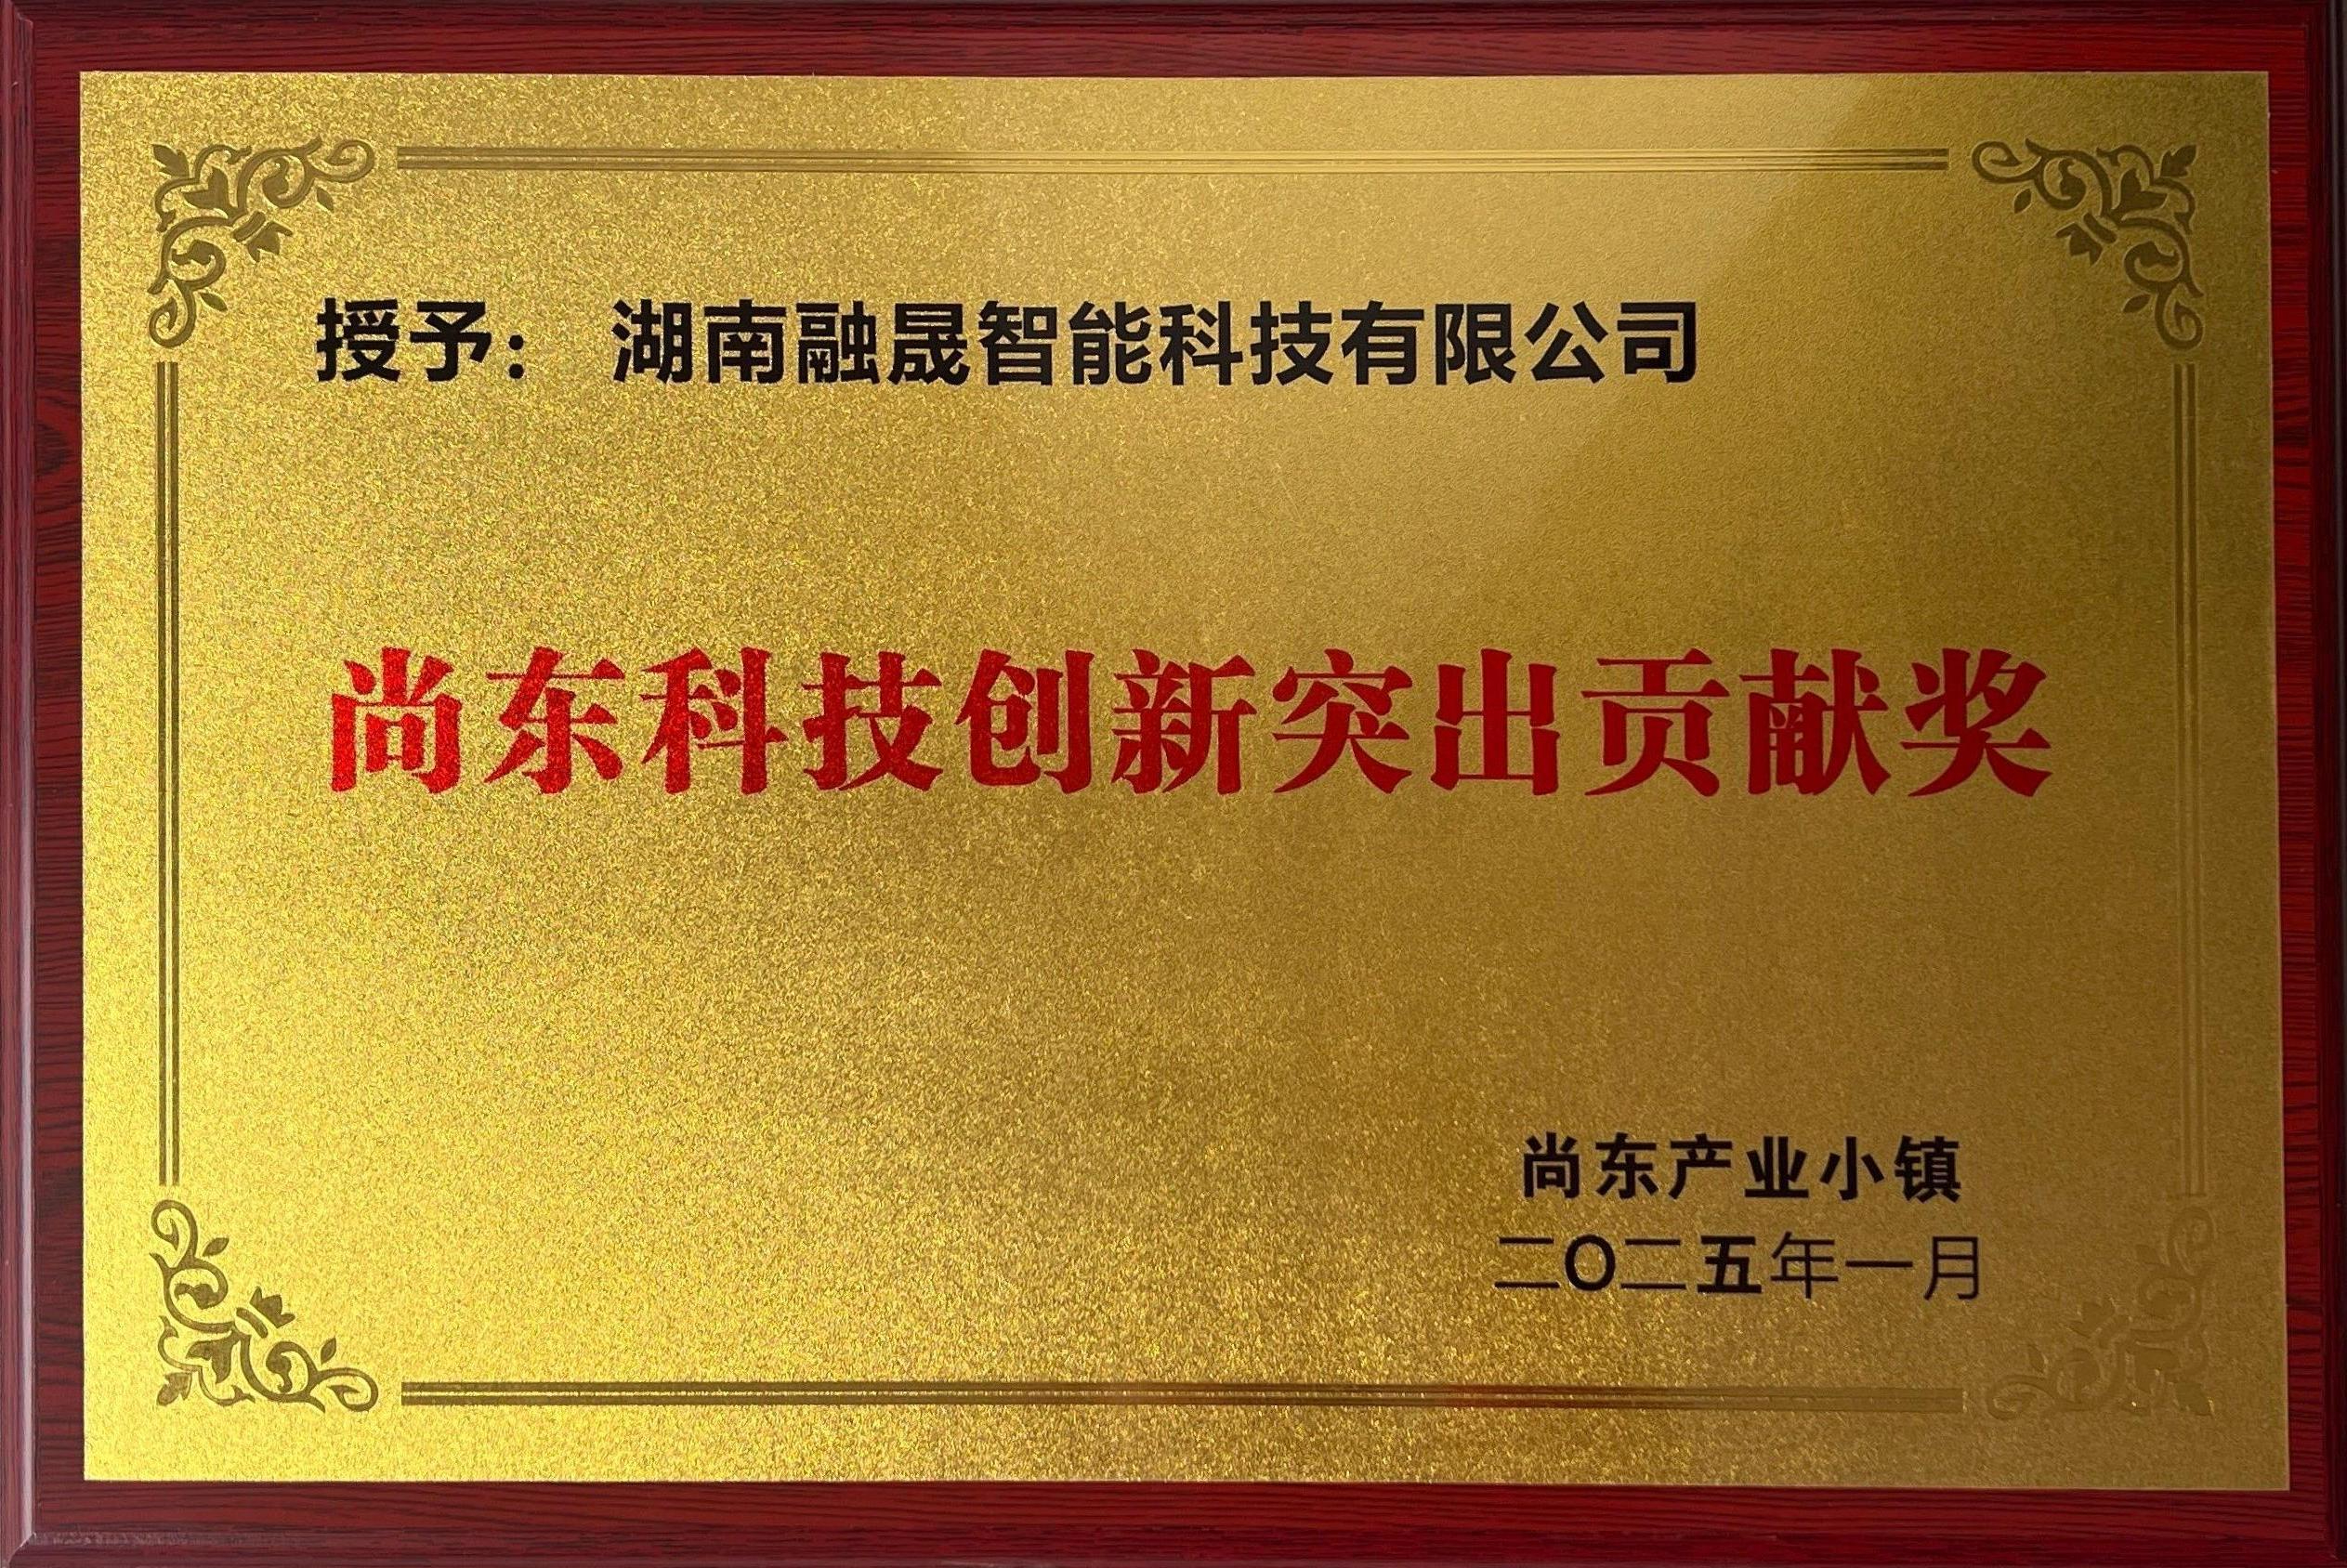 授予： 湖南融晟智能科技有限公司
尚东科技创新突出贡献奖
尚东产业小镇
二O二五年一月